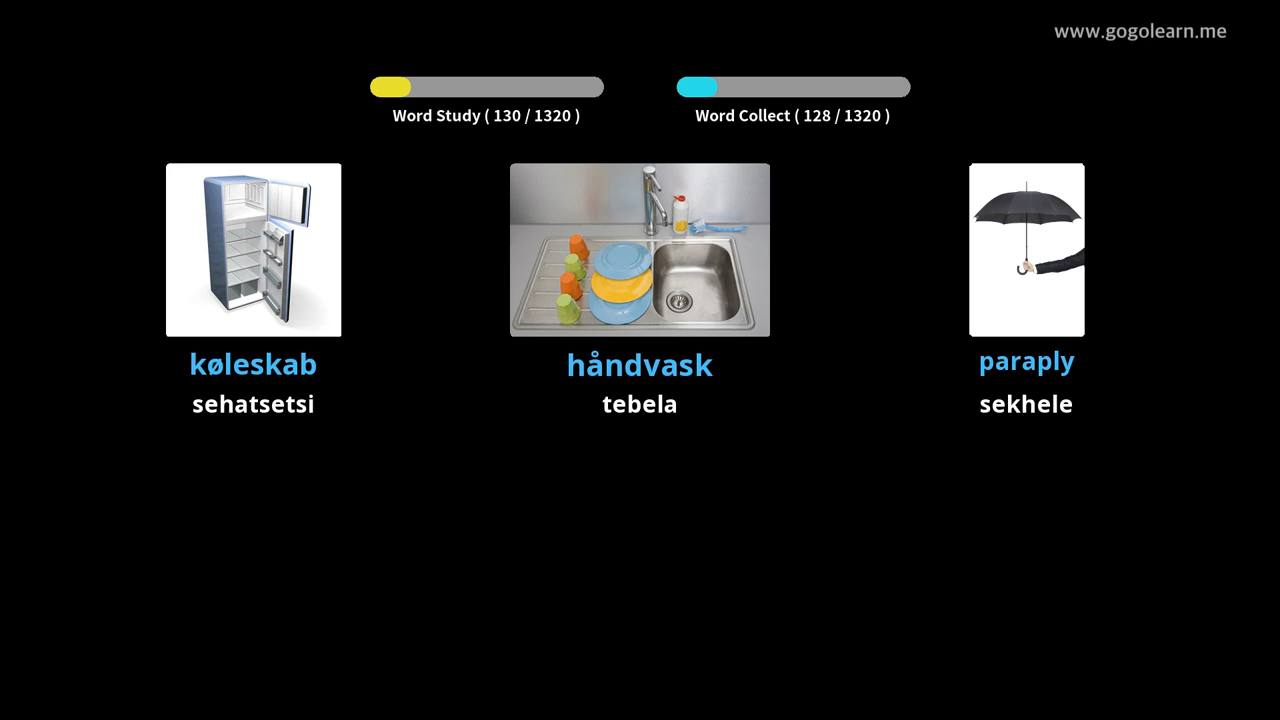 www.gogolearn.me
Word Study ( 130 / 1320 )
Word Collect ( 128 / 1320 )
køleskab
håndvask
paraply
sehatsetsi
tebela
sekhele